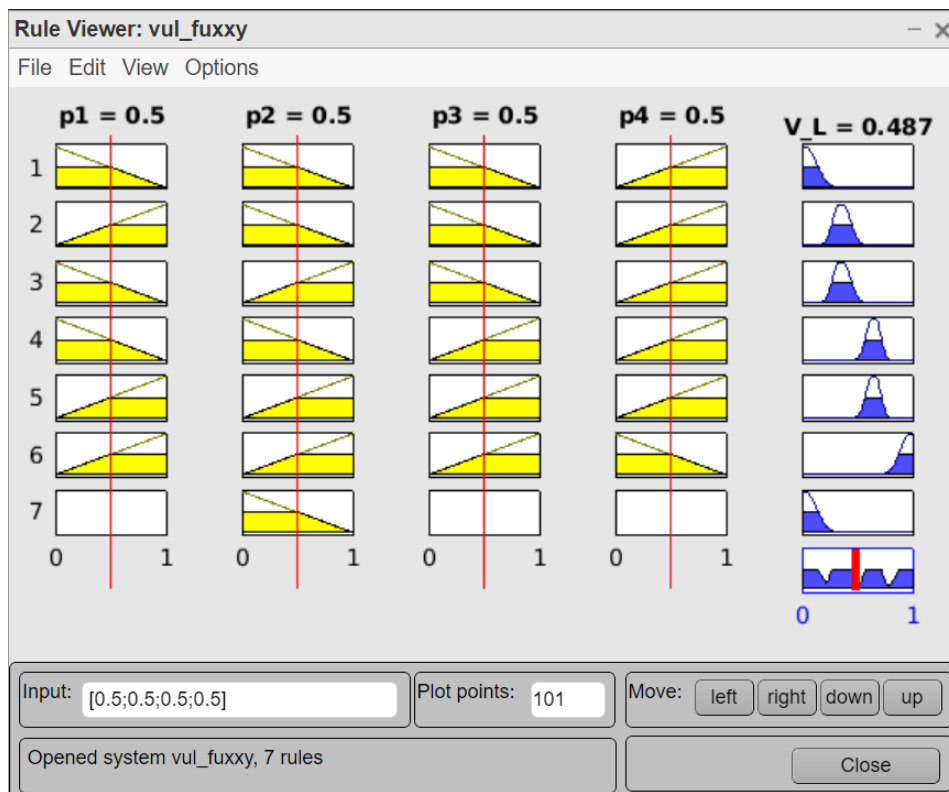 Rule Viewer: vul_fuxxy
File Edit View Options
p1 = 0.5 p2 = 0.5 p3 = 0.5 p4 = 0.5 V_L = 0.487
1
2
3
4
5
6
7
0 1 0 1 0 1 0 1
0 1
Input: [0.5;0.5;0.5;0.5] Plot points: 101 Move: left right down up
Opened system vul_fuxxy, 7 rules Close